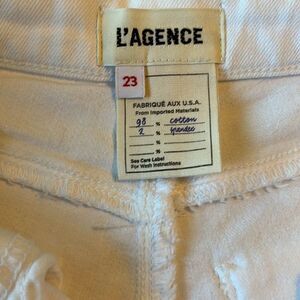 L'AGENCE
23
FABRIQUÉ AUX U.S.A.
From Imported Materials
98 % cotton
2 % spandex
%
%
See Care Label
For Wash Instructions